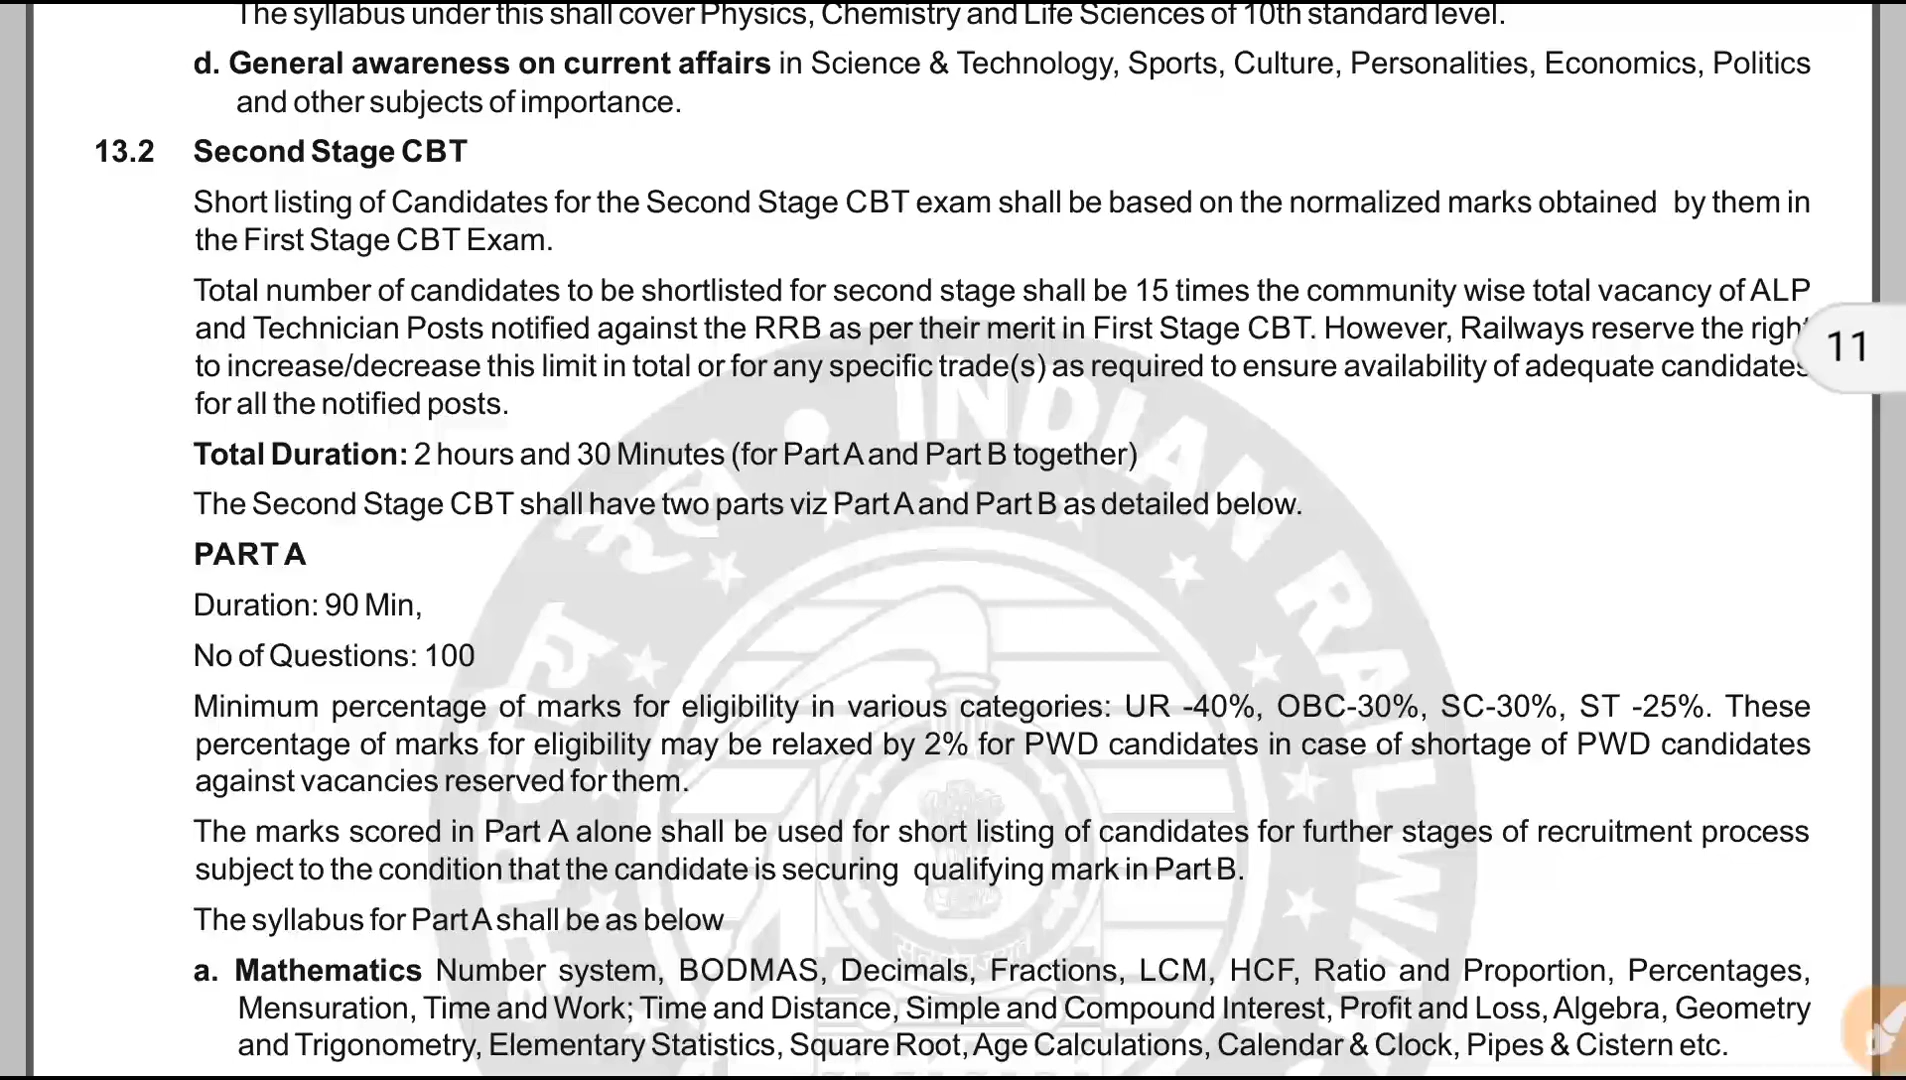 The syllabus under this shall cover Physics, Chemistry and Life Sciences of 10th standard level.
d. General awareness on current affairs in Science & Technology, Sports, Culture, Personalities, Economics, Politics
and other subjects of importance.
13.2 Second Stage CBT
Short listing of Candidates for the Second Stage CBT exam shall be based on the normalized marks obtained by them in
the First Stage CBT Exam.
Total number of candidates to be shortlisted for second stage shall be 15 times the community wise total vacancy of ALP
and Technician Posts notified against the RRB as per their merit in First Stage CBT. However, Railways reserve the right
11
to increase/decrease this limit in total or for any specific trade(s) as required to ensure availability of adequate candidates
for all the notified posts.
Total Duration: 2 hours and 30 Minutes (for Part A and Part B together)
The Second Stage CBT shall have two parts viz Part A and Part B as detailed below.
PART A
Duration: 90 Min,
No of Questions: 100
Minimum percentage of marks for eligibility in various categories: UR -40%, OBC-30%, SC-30%, ST -25%. These
percentage of marks for eligibility may be relaxed by 2% for PWD candidates in case of shortage of PWD candidates
against vacancies reserved for them.
The marks scored in Part A alone shall be used for short listing of candidates for further stages of recruitment process
subject to the condition that the candidate is securing qualifying mark in Part B.
The syllabus for Part A shall be as below
a. Mathematics Number system, BODMAS, Decimals, Fractions, LCM, HCF, Ratio and Proportion, Percentages,
Mensuration, Time and Work; Time and Distance, Simple and Compound Interest, Profit and Loss, Algebra, Geometry
and Trigonometry, Elementary Statistics, Square Root, Age Calculations, Calendar & Clock, Pipes & Cistern etc.
INDIAN RAILWA